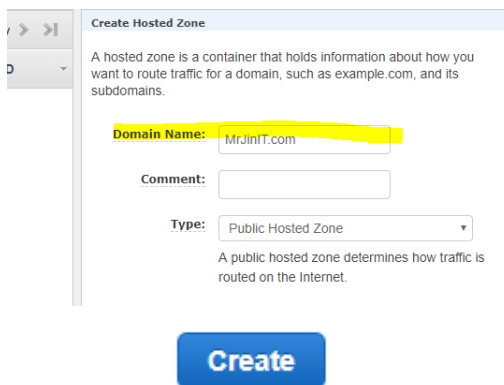 Create Hosted Zone
A hosted zone is a container that holds information about how you
want to route traffic for a domain, such as example.com, and its
subdomains.
Domain Name: MrJinIT.com
Comment:
Type: Public Hosted Zone
A public hosted zone determines how traffic is
routed on the Internet.
Create